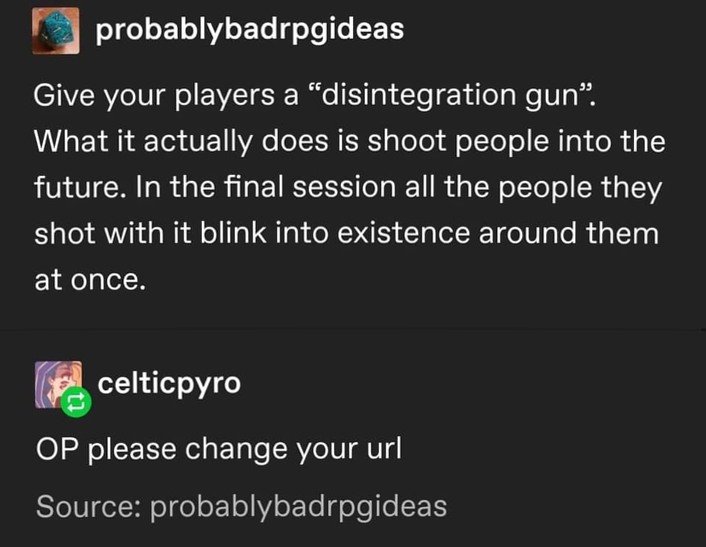 probablybadrpgideas
Give your players a “disintegration gun”.
What it actually does is shoot people into the
future. In the final session all the people they
shot with it blink into existence around them
at once.
celticpyro
OP please change your url
Source: probablybadrpgideas